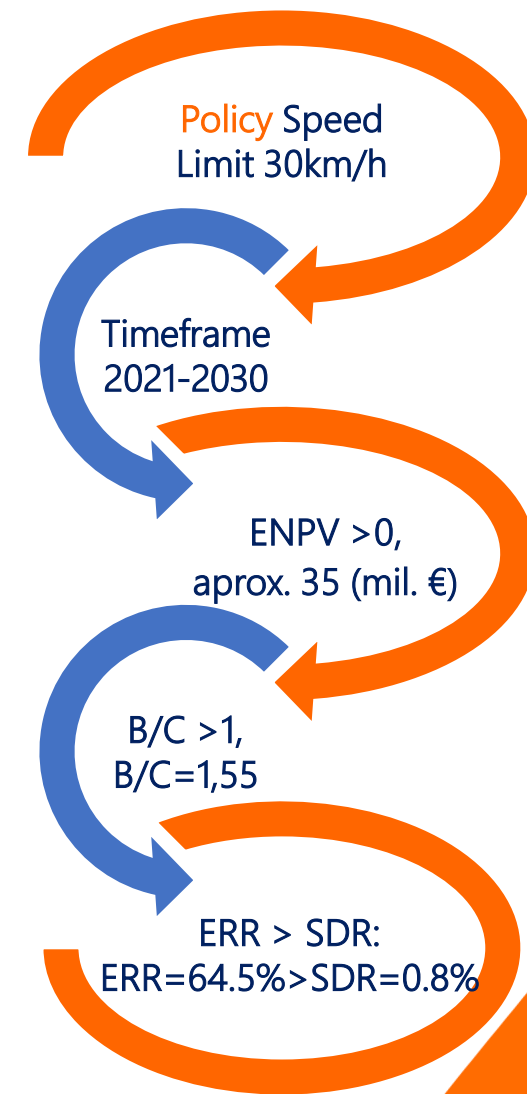 Policy Speed
Limit 30km/h
Timeframe
2021-2030
ENPV >0,
aprox. 35 (mil. €)
B/C >1,
B/C=1,55
ERR > SDR:
ERR=64.5%>SDR=0.8%